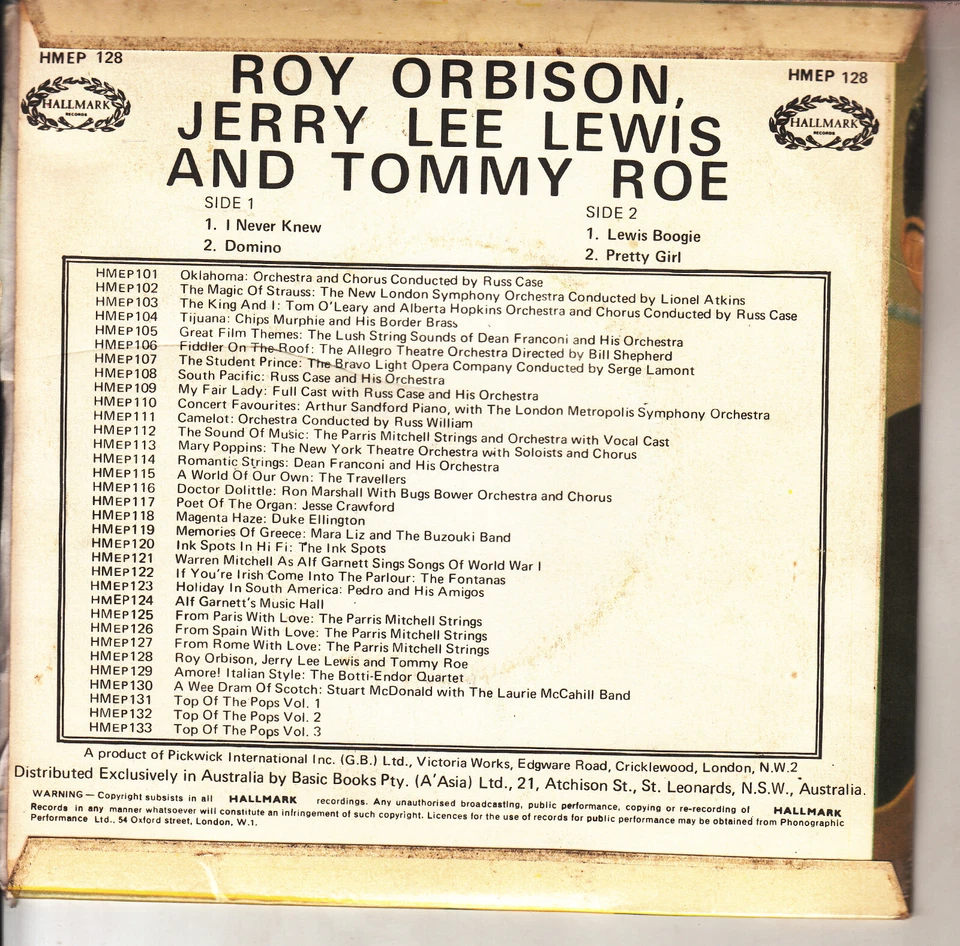 HMEP 128
HALLMARK
RECORDS
HMEP 128
HALLMARK
RECORDS
ROY ORBISON,
JERRY LEE LEWIS
AND TOMMY ROE
SIDE 1
1. I Never Knew
2. Domino
SIDE 2
1. Lewis Boogie
2. Pretty Girl
HMEP101 Oklahoma: Orchestra and Chorus Conducted by Russ Case
HMEP102 The Magic Of Strauss: The New London Symphony Orchestra Conducted by Lionel Atkins
HMEP103 The King And I: Tom O'Leary and Alberta Hopkins Orchestra and Chorus Conducted by Russ Case
HMEP104 Tijuana: Chips Murphie and His Border Brass
HMEP105 Great Film Themes: The Lush String Sounds of Dean Franconi and His Orchestra
HMEP106 Fiddler On The Roof: The Allegro Theatre Orchestra Directed by Bill Shepherd
HMEP107 The Student Prince: The Bravo Light Opera Company Conducted by Serge Lamont
HMEP108 South Pacific: Russ Case and His Orchestra
HMEP109 My Fair Lady: Full Cast with Russ Case and His Orchestra
HMEP110 Concert Favourites: Arthur Sandford Piano, with The London Metropolis Symphony Orchestra
HMEP111 Camelot: Orchestra Conducted by Russ William
HMEP112 The Sound Of Music: The Parris Mitchell Strings and Orchestra with Vocal Cast
HMEP113 Mary Poppins: The New York Theatre Orchestra with Soloists and Chorus
HMEP114 Romantic Strings: Dean Franconi and His Orchestra
HMEP115 A World Of Our Own: The Travellers
HMEP116 Doctor Dolittle: Ron Marshall With Bugs Bower Orchestra and Chorus
HMEP117 Poet Of The Organ: Jesse Crawford
HMEP118 Magenta Haze: Duke Ellington
HMEP119 Memories Of Greece: Mara Liz and The Buzouki Band
HMEP120 Ink Spots In Hi Fi: The Ink Spots
HMEP121 Warren Mitchell As Alf Garnett Sings Songs Of World War I
HMEP122 If You're Irish Come Into The Parlour: The Fontanas
HMEP123 Holiday In South America: Pedro and His Amigos
HMEP124 Alf Garnett's Music Hall
HMEP125 From Paris With Love: The Parris Mitchell Strings
HMEP126 From Spain With Love: The Parris Mitchell Strings
HMEP127 From Rome With Love: The Parris Mitchell Strings
HMEP128 Roy Orbison, Jerry Lee Lewis and Tommy Roe
HMEP129 Amore! Italian Style: The Botti-Endor Quartet
HMEP130 A Wee Dram Of Scotch: Stuart McDonald with The Laurie McCahill Band
HMEP131 Top Of The Pops Vol. 1
HMEP132 Top Of The Pops Vol. 2
HMEP133 Top Of The Pops Vol. 3
A product of Pickwick International Inc. (G.B.) Ltd., Victoria Works, Edgware Road, Cricklewood, London, N.W.2
Distributed Exclusively in Australia by Basic Books Pty. (A'Asia) Ltd., 21, Atchison St., St. Leonards, N.S.W., Australia.
WARNING — Copyright subsists in all HALLMARK recordings. Any unauthorised broadcasting, public performance, copying or re-recording of HALLMARK
Records in any manner whatsoever will constitute an infringement of such copyright. Licences for the use of records for public performance may be obtained from Phonographic
Performance Ltd., 54 Oxford street, London, W.1.